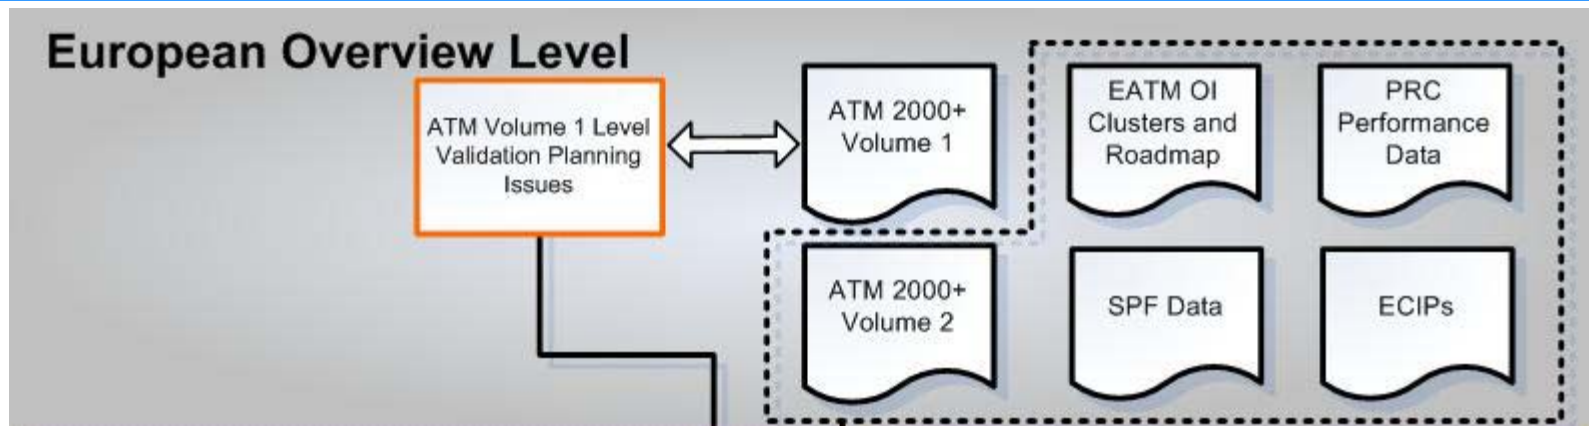 European Overview Level
ATM Volume 1 Level
Validation Planning
Issues
ATM 2000+
Volume 1
EATM OI
Clusters and
Roadmap
PRC
Performance
Data
ATM 2000+
Volume 2
SPF Data
ECIPs